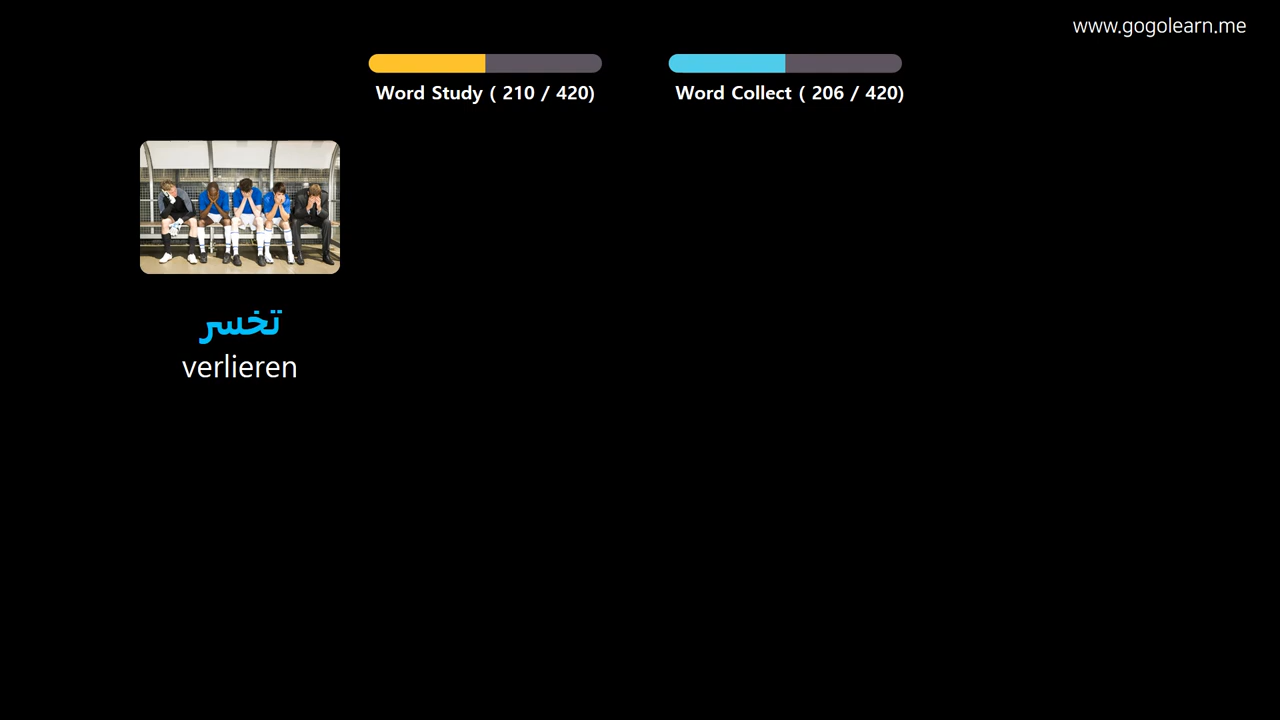 www.gogolearn.me
Word Study ( 210 / 420)
Word Collect ( 206 / 420)
تخسر
verlieren